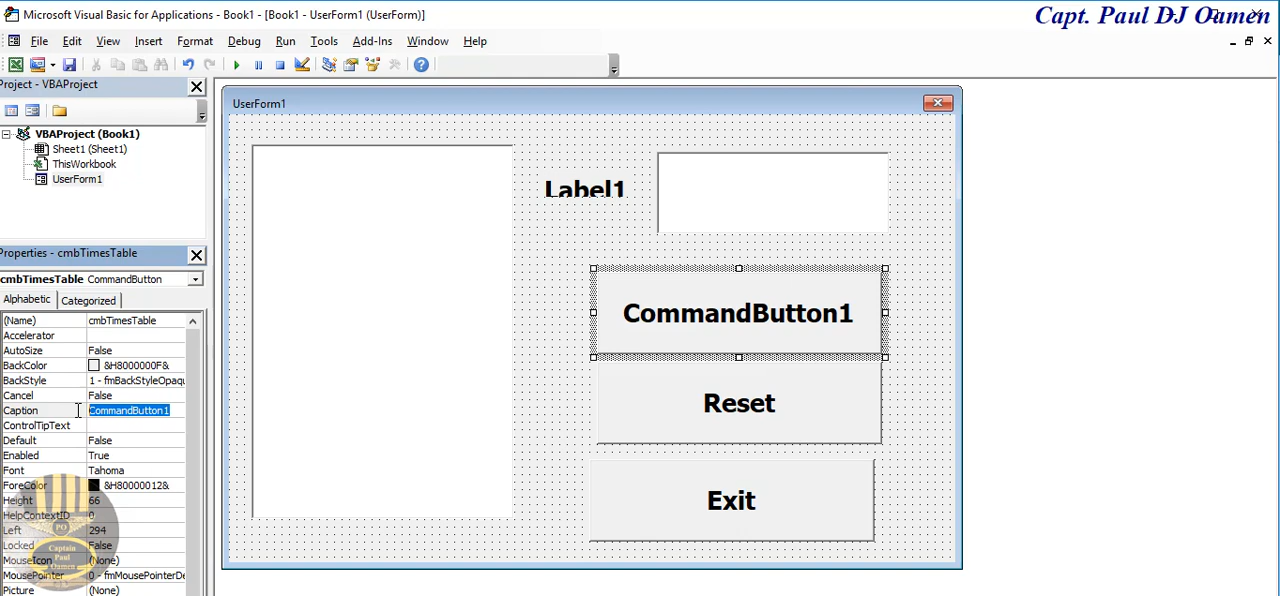 Microsoft Visual Basic for Applications - Book1 - [Book1 - UserForm1 (UserForm)]
Capt. Paul DJ Oamen
File Edit View Insert Format Debug Run Tools Add-Ins Window Help
Project - VBAProject
VBAProject (Book1)
Sheet1 (Sheet1)
ThisWorkbook
UserForm1
Properties - cmbTimesTable
cmbTimesTable CommandButton
Alphabetic Categorized
(Name) cmbTimesTable
Accelerator
AutoSize False
BackColor &H8000000F&
BackStyle 1 - fmBackStyleOpaqu
Cancel False
Caption CommandButton1
ControlTipText
Default False
Enabled True
Font Tahoma
ForeColor &H80000012&
Height 66
HelpContextID 0
Left 294
Locked False
MouseIcon (None)
MousePointer 0 - fmMousePointerDe
Picture (None)
PO
Captain
Paul
Oamen
UserForm1
Label1
CommandButton1
Reset
Exit